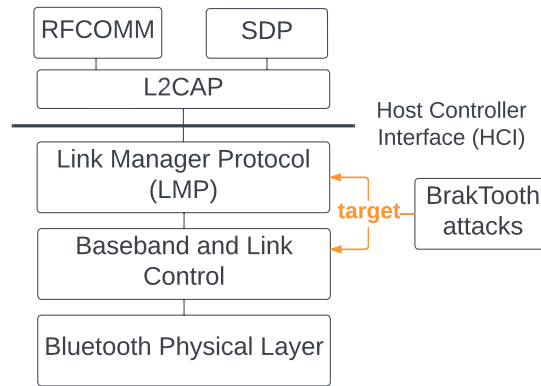 RFCOMM
SDP
L2CAP
Host Controller
Interface (HCI)
Link Manager Protocol
(LMP)
target
BrakTooth
attacks
Baseband and Link
Control
Bluetooth Physical Layer